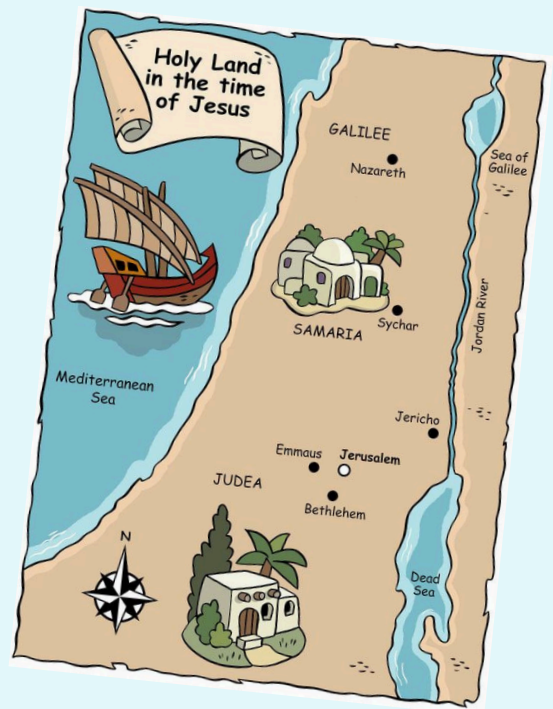 Holy Land
in the time
of Jesus
GALILEE
Nazareth
Sea of
Galilee
Jordan River
SAMARIA
Sychar
Mediterranean
Sea
Jericho
Emmaus
Jerusalem
JUDEA
Bethlehem
N
Dead
Sea